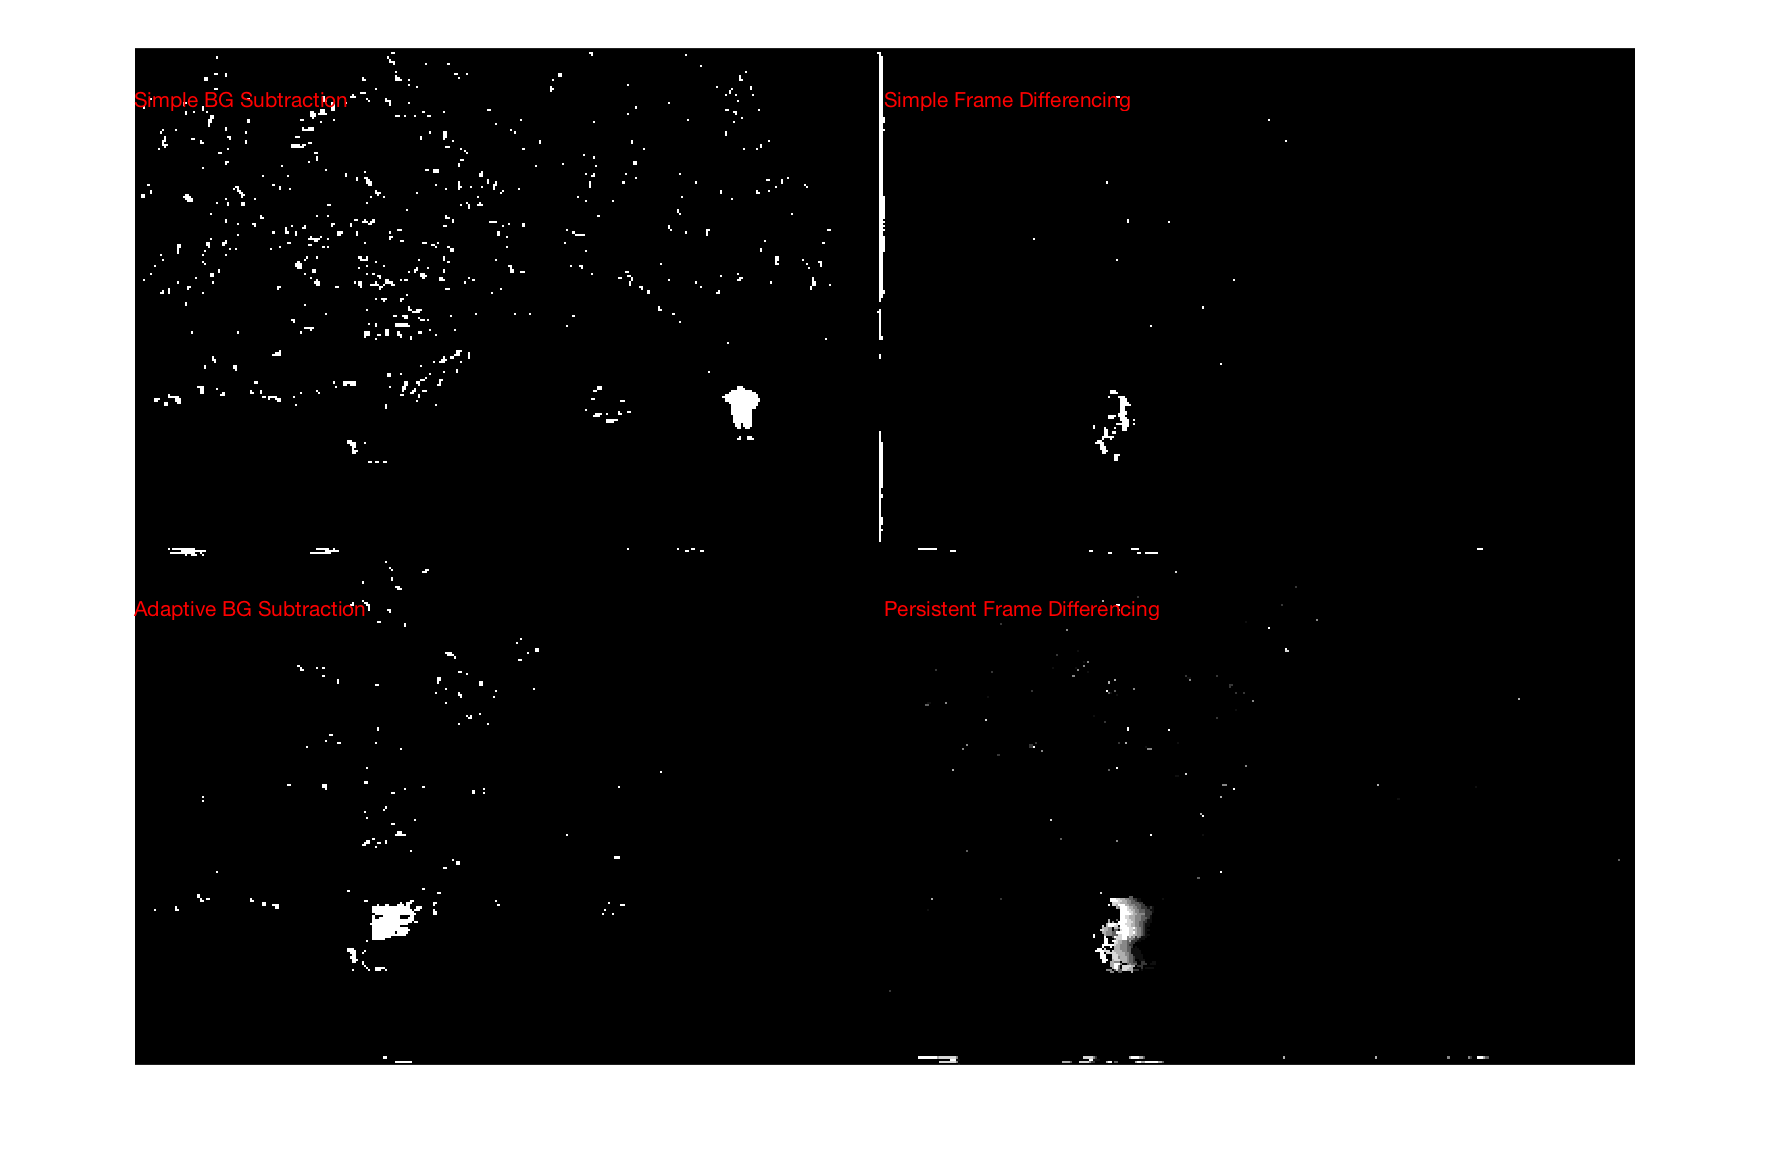 Simple BG Subtraction
Simple Frame Differencing
Adaptive BG Subtraction
Persistent Frame Differencing